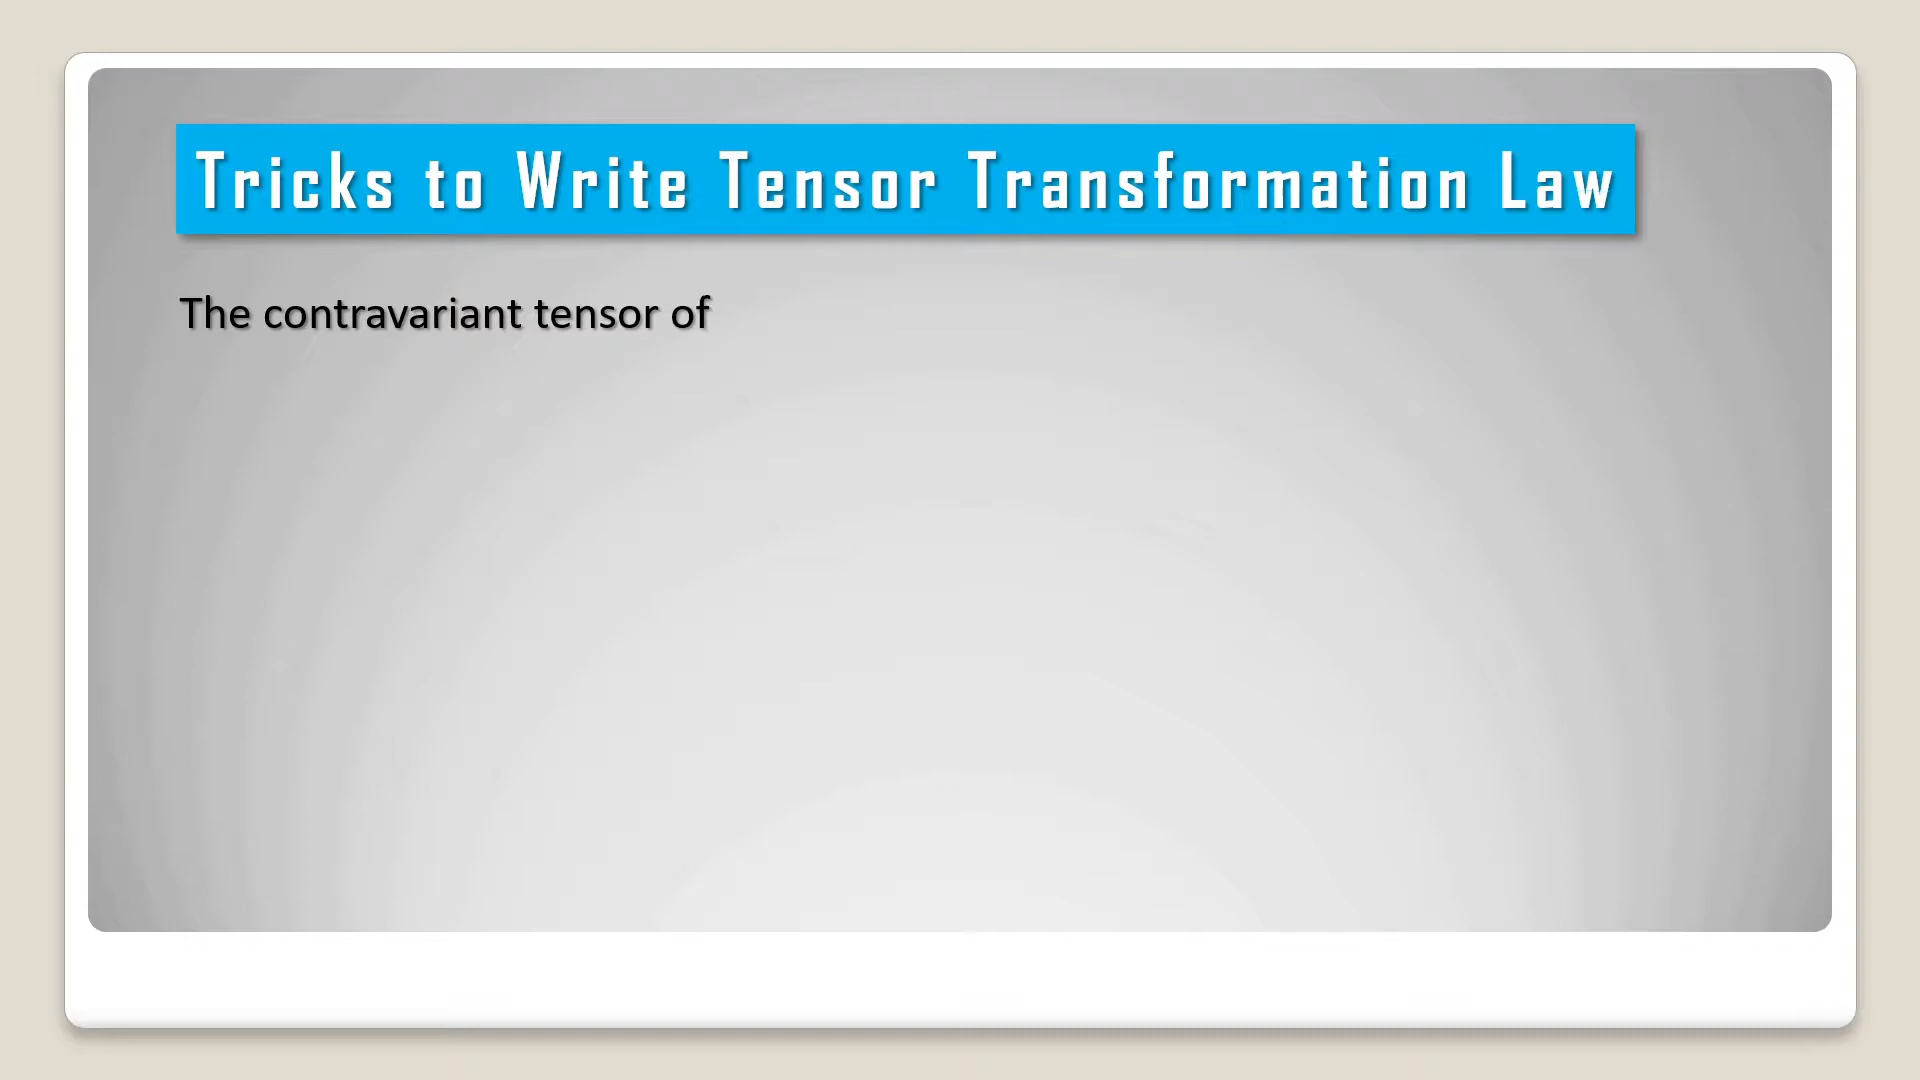 Tricks to Write Tensor Transformation Law
The contravariant tensor of